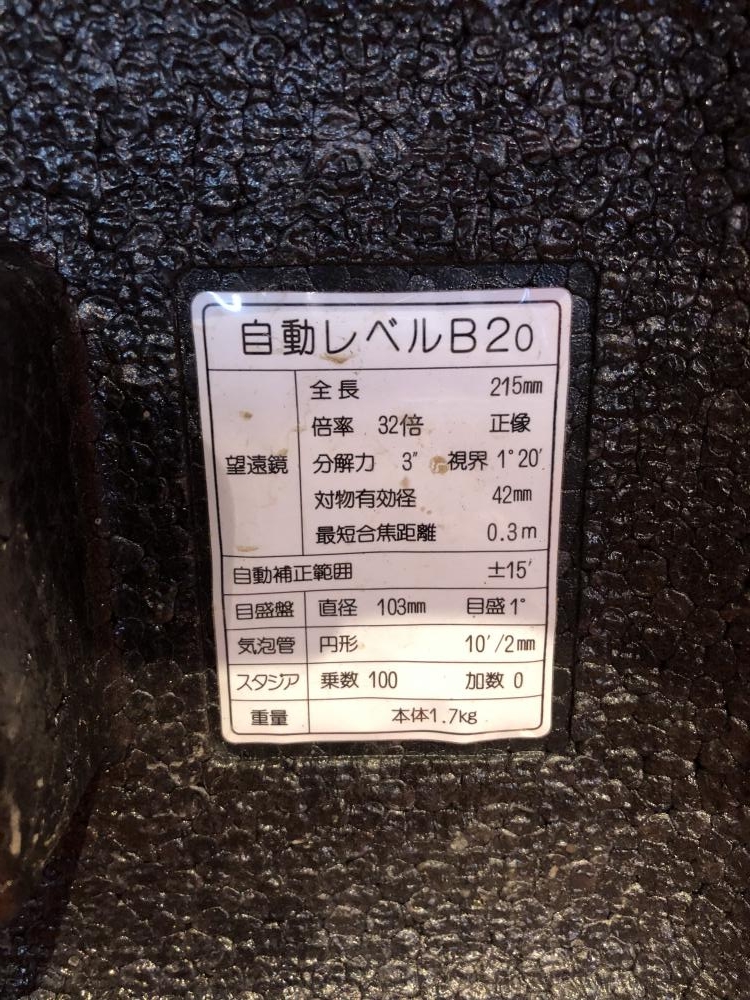 自動レベルB20
望遠鏡
全長 215mm
倍率 32倍 正像
分解力 3" 視界 1°20'
対物有効径 42mm
最短合焦距離 0.3m
自動補正範囲 ±15'
目盛盤 直径 103mm 目盛 1°
気泡管 円形 10'/2mm
スタジア 乗数 100 加数 0
重量 本体1.7kg